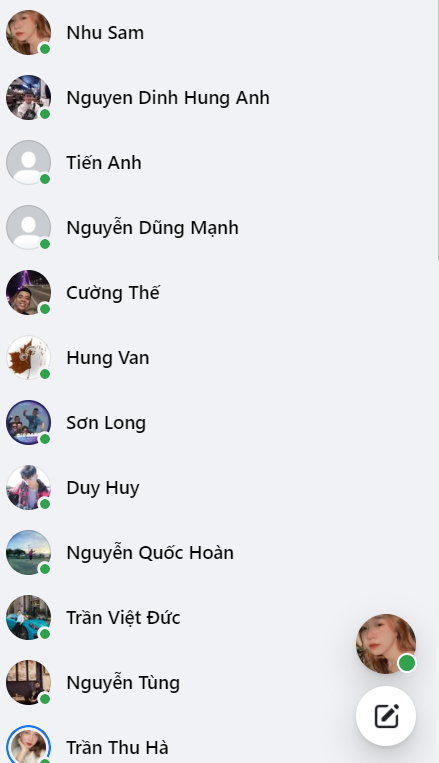 Nhu Sam
Nguyen Dinh Hung Anh
Tiến Anh
Nguyễn Dũng Mạnh
Cường Thế
Hung Van
Sơn Long
Duy Huy
Nguyễn Quốc Hoàn
Trần Việt Đức
Nguyễn Tùng
Trần Thu Hà